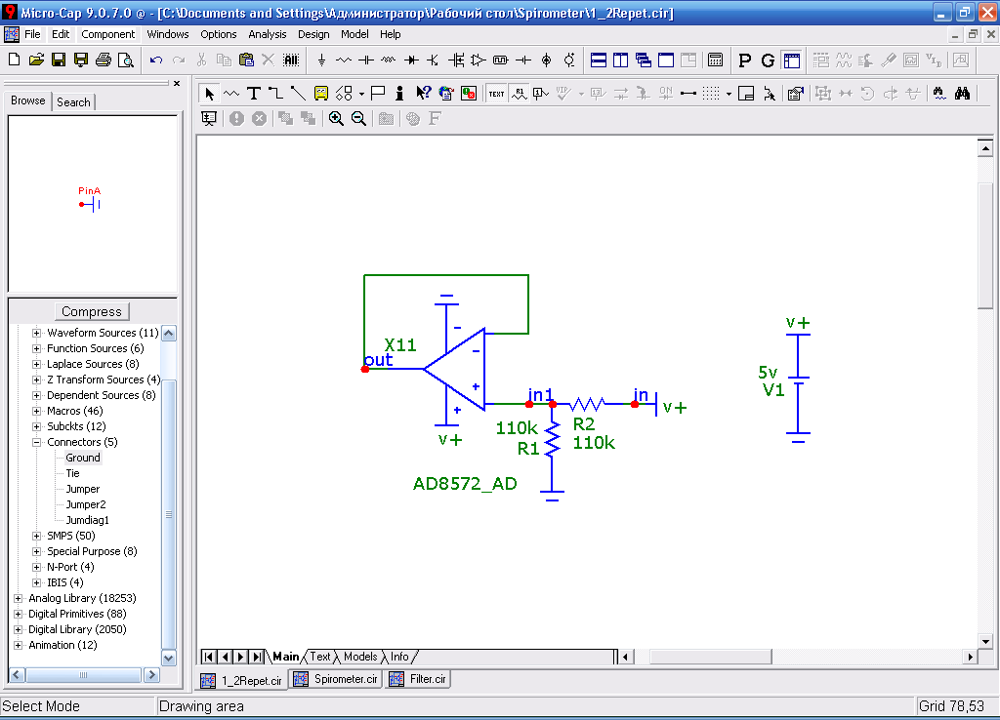 Micro-Cap 9.0.7.0 @ - [C:\Documents and Settings\Администратор\Рабочий стол\Spirometer\1_2Repet.cir]
File Edit Component Windows Options Analysis Design Model Help
P G
T TEXT R1
F
Browse Search
PinA
Compress
Waveform Sources (11)
Function Sources (6)
Laplace Sources (8)
Z Transform Sources (4)
Dependent Sources (8)
Macros (46)
Subckts (12)
Connectors (5)
Ground
Tie
Jumper
Jumper2
Jumdiag1
SMPS (50)
Special Purpose (8)
N-Port (4)
IBIS (4)
Analog Library (18253)
Digital Primitives (88)
Digital Library (2050)
Animation (12)
X11
out
-
-
+
+
v+
in1
in
v+
110k
R1
R2
110k
AD8572_AD
v+
5v
V1
Main Text Models Info
1_2Repet.cir Spirometer.cir Filter.cir
Select Mode Drawing area Grid 78,53